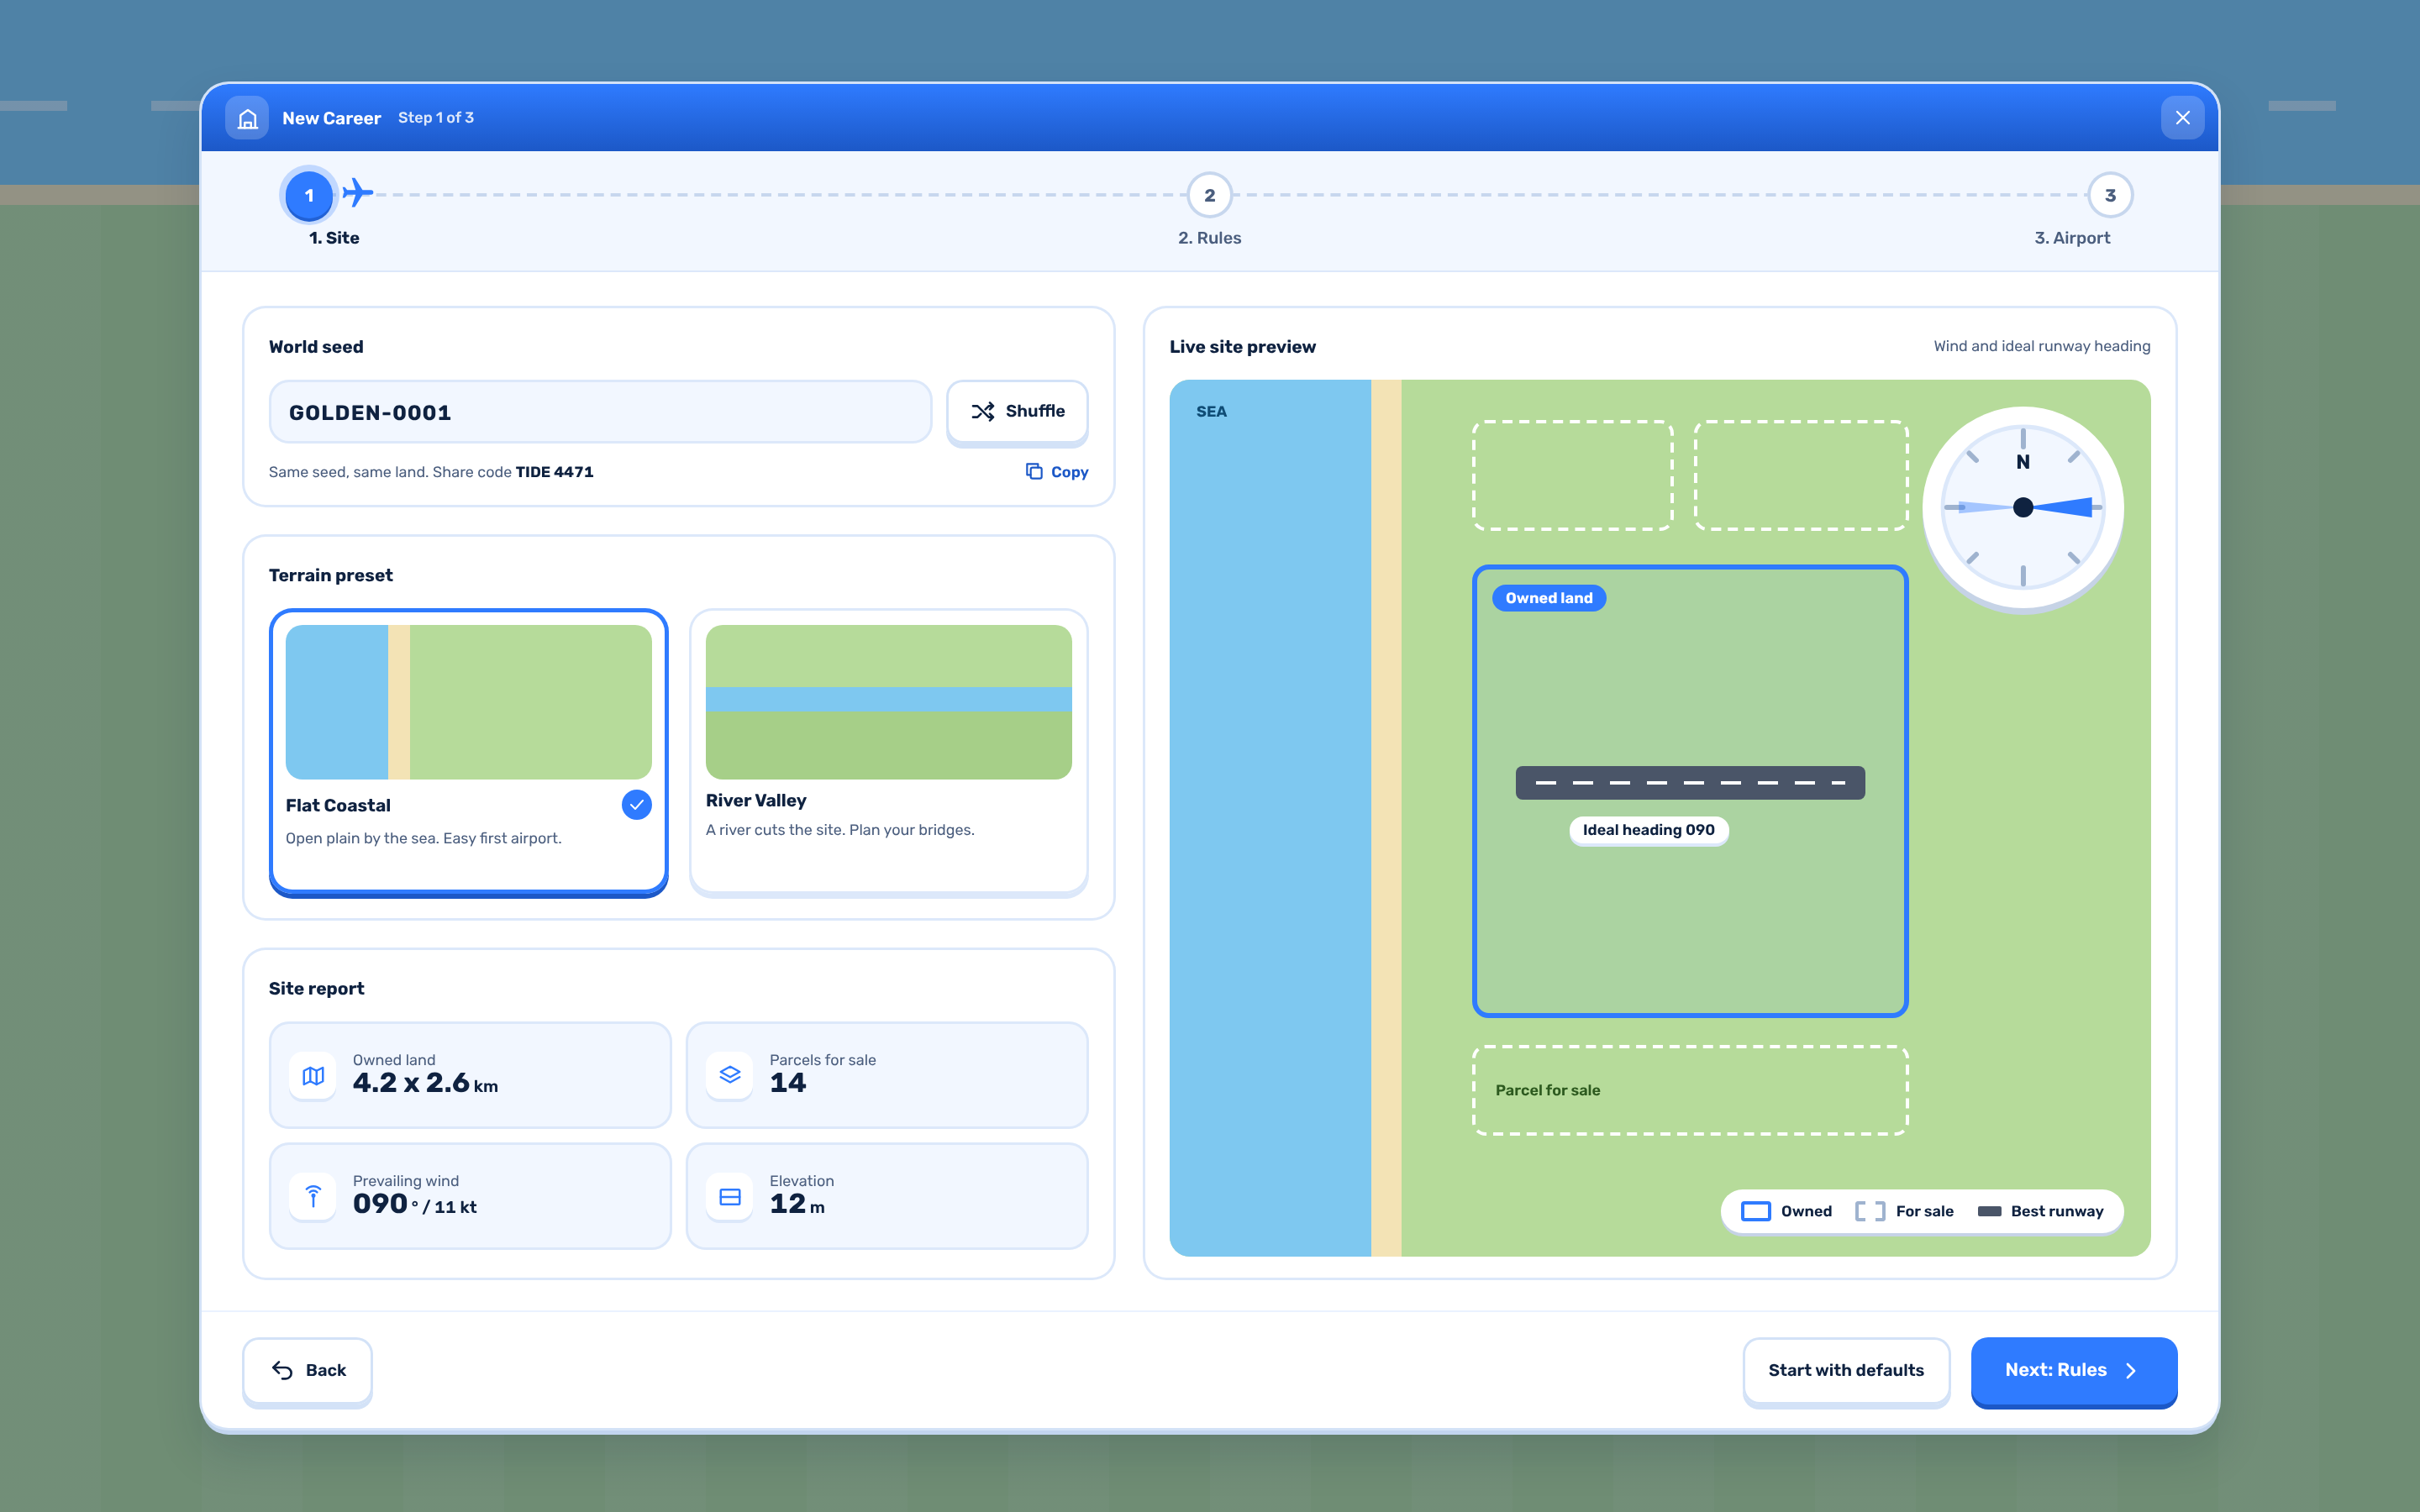 New Career Step 1 of 3
1
2
3
1. Site
2. Rules
3. Airport
World seed
GOLDEN-0001
Shuffle
Same seed, same land. Share code TIDE 4471
Copy
Terrain preset
Flat Coastal
Open plain by the sea. Easy first airport.
River Valley
A river cuts the site. Plan your bridges.
Site report
Owned land
4.2 x 2.6 km
Parcels for sale
14
Prevailing wind
090 ° / 11 kt
Elevation
12 m
Live site preview
Wind and ideal runway heading
SEA
N
Owned land
Ideal heading 090
Parcel for sale
Owned
For sale
Best runway
Back
Start with defaults
Next: Rules